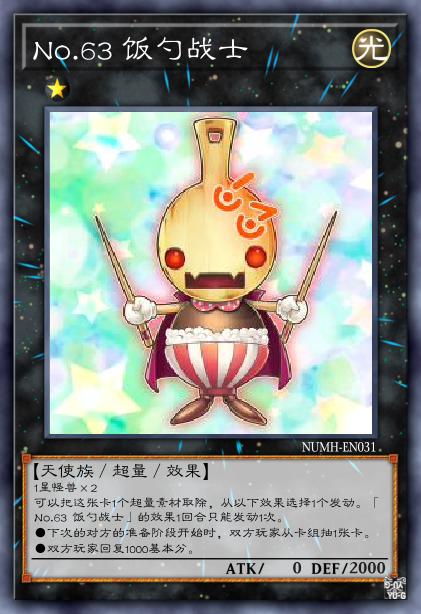 No.63 饭勺战士
光
63
NUMH-EN031
【天使族／超量／效果】
1星怪兽×2
可以把这张卡1个超量素材取除，从以下效果选择1个发动。「
No.63 饭勺战士」的效果1回合只能发动1次。
●下次的对方的准备阶段开始时，双方玩家从卡组抽1张卡。
●双方玩家回复1000基本分。
ATK/ 0 DEF/2000